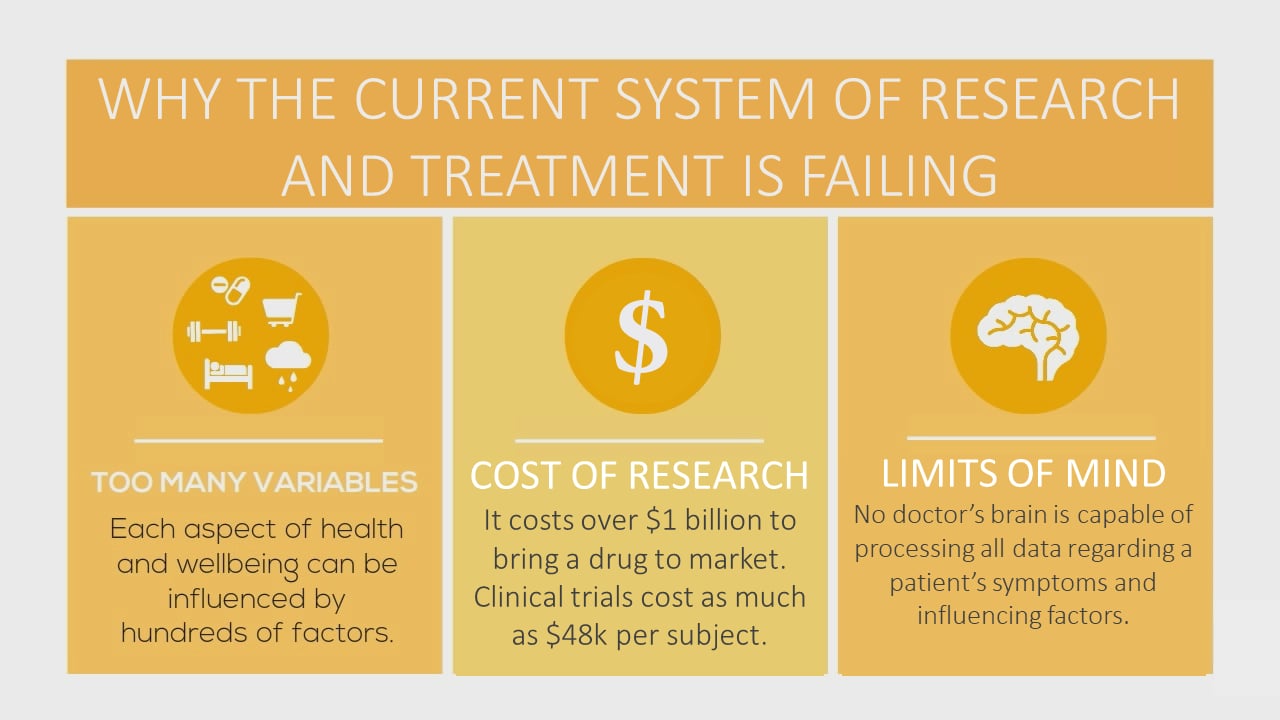 WHY THE CURRENT SYSTEM OF RESEARCH
AND TREATMENT IS FAILING
TOO MANY VARIABLES
Each aspect of health
and wellbeing can be
influenced by
hundreds of factors.
$
COST OF RESEARCH
It costs over $1 billion to
bring a drug to market.
Clinical trials cost as much
as $48k per subject.
LIMITS OF MIND
No doctor’s brain is capable of
processing all data regarding a
patient’s symptoms and
influencing factors.